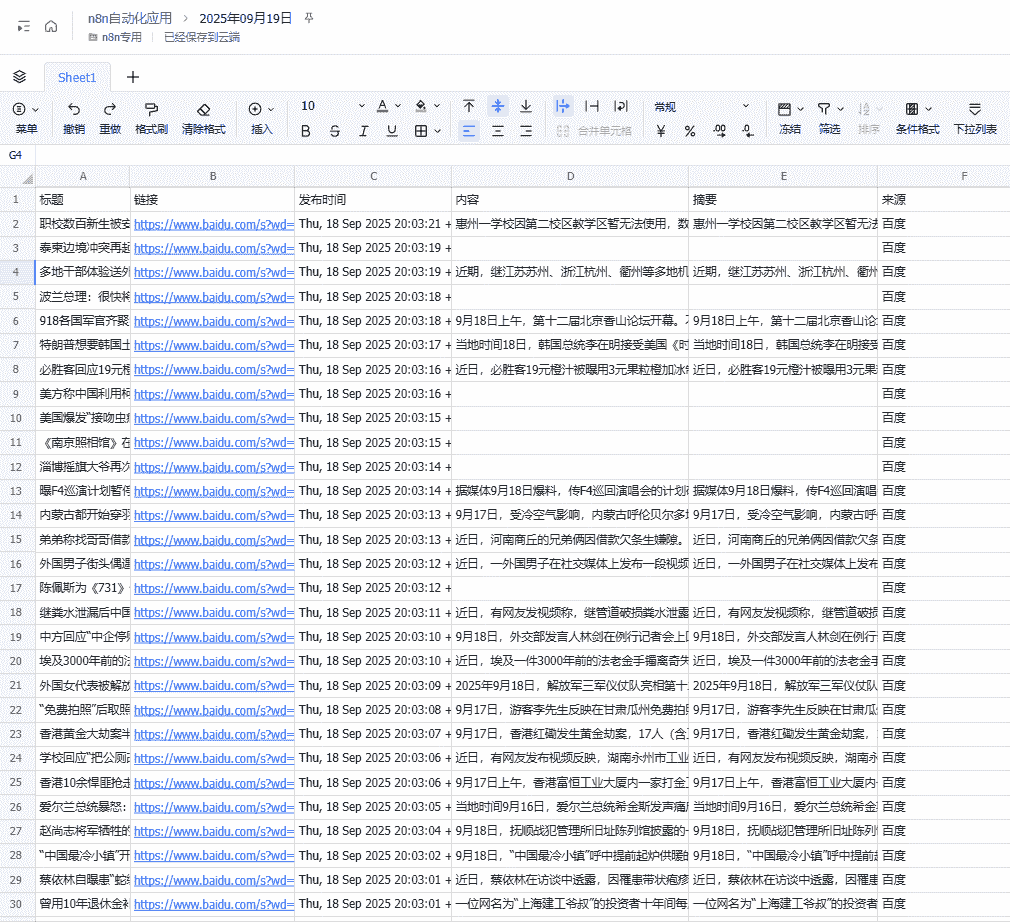 n8n自动化应用 > 2025年09月19日
n8n专用 | 已经保存到云端
Sheet1 +
菜单 撤销 重做 格式刷 清除格式 插入 10 A B S I U 合并单元格 常规 ¥ % .00 .0 冻结 筛选 排序 条件格式 下拉列表
G4
A B C D E F
1 标题 链接 发布时间 内容 摘要 来源
2 职校数百新生被安 https://www.baidu.com/s?wd= Thu, 18 Sep 2025 20:03:21 + 惠州一学校因第二校区教学区暂无法使用，数 惠州一学校因第二校区教学区暂无法 百度
3 泰柬边境冲突再起 https://www.baidu.com/s?wd= Thu, 18 Sep 2025 20:03:19 + 百度
4 多地干部体验送外 https://www.baidu.com/s?wd= Thu, 18 Sep 2025 20:03:19 + 近期，继江苏苏州、浙江杭州、衢州等多地机 近期，继江苏苏州、浙江杭州、衢州 百度
5 波兰总理：很快将 https://www.baidu.com/s?wd= Thu, 18 Sep 2025 20:03:18 + 百度
6 918各国军官齐聚 https://www.baidu.com/s?wd= Thu, 18 Sep 2025 20:03:18 + 9月18日上午，第十二届北京香山论坛开幕。 9月18日上午，第十二届北京香山论 百度
7 特朗普想要韩国土 https://www.baidu.com/s?wd= Thu, 18 Sep 2025 20:03:17 + 当地时间18日，韩国总统李在明接受美国《时 当地时间18日，韩国总统李在明接受 百度
8 必胜客回应19元橙 https://www.baidu.com/s?wd= Thu, 18 Sep 2025 20:03:16 + 近日，必胜客19元橙汁被曝用3元果粒橙加冰 近日，必胜客19元橙汁被曝用3元果 百度
9 美方称中国利用柯 https://www.baidu.com/s?wd= Thu, 18 Sep 2025 20:03:16 + 百度
10 美国爆发“接吻虫 https://www.baidu.com/s?wd= Thu, 18 Sep 2025 20:03:15 + 百度
11 《南京照相馆》在 https://www.baidu.com/s?wd= Thu, 18 Sep 2025 20:03:15 + 百度
12 淄博摇旗大爷再次 https://www.baidu.com/s?wd= Thu, 18 Sep 2025 20:03:14 + 百度
13 曝F4巡演计划暂停 https://www.baidu.com/s?wd= Thu, 18 Sep 2025 20:03:14 + 据媒体9月18日爆料，传F4巡回演唱会的计划 据媒体9月18日爆料，传F4巡回演唱 百度
14 内蒙古都开始穿羽 https://www.baidu.com/s?wd= Thu, 18 Sep 2025 20:03:13 + 9月17日，受冷空气影响，内蒙古呼伦贝尔多 9月17日，受冷空气影响，内蒙古呼 百度
15 弟弟称找哥哥借款 https://www.baidu.com/s?wd= Thu, 18 Sep 2025 20:03:13 + 近日，河南商丘的兄弟俩因借款欠条生嫌隙。 近日，河南商丘的兄弟俩因借款欠条 百度
16 外国男子街头偶遇 https://www.baidu.com/s?wd= Thu, 18 Sep 2025 20:03:12 + 近日，一外国男子在社交媒体上发布一段视频 近日，一外国男子在社交媒体上发布 百度
17 陈佩斯为《731》 https://www.baidu.com/s?wd= Thu, 18 Sep 2025 20:03:12 + 百度
18 继粪水泄漏后中国 https://www.baidu.com/s?wd= Thu, 18 Sep 2025 20:03:11 + 近日，有网友发视频称，继管道破损粪水泄露 近日，有网友发视频称，继管道破损 百度
19 中方回应“中企停 https://www.baidu.com/s?wd= Thu, 18 Sep 2025 20:03:10 + 9月18日，外交部发言人林剑在例行记者会上 9月18日，外交部发言人林剑在例行 百度
20 埃及3000年前的法 https://www.baidu.com/s?wd= Thu, 18 Sep 2025 20:03:10 + 近日，埃及一件3000年前的法老金手镯离奇失 近日，埃及一件3000年前的法老金手 百度
21 外国女代表被解放 https://www.baidu.com/s?wd= Thu, 18 Sep 2025 20:03:09 + 2025年9月18日，解放军三军仪仗队亮相第十 2025年9月18日，解放军三军仪仗队 百度
22 “免费拍照”后取照 https://www.baidu.com/s?wd= Thu, 18 Sep 2025 20:03:08 + 9月17日，游客李先生反映在甘肃瓜州免费拍 9月17日，游客李先生反映在甘肃瓜 百度
23 香港黄金大劫案半 https://www.baidu.com/s?wd= Thu, 18 Sep 2025 20:03:07 + 9月17日，香港红磡发生黄金劫案，17人（含 9月17日，香港红磡发生黄金劫案， 百度
24 学校回应“把公厕 https://www.baidu.com/s?wd= Thu, 18 Sep 2025 20:03:06 + 近日，有网友发布视频反映，湖南永州市工业 近日，有网友发布视频反映，湖南永 百度
25 香港10余悍匪抢走 https://www.baidu.com/s?wd= Thu, 18 Sep 2025 20:03:06 + 9月17日上午，香港富恒工业大厦内一家打金 9月17日上午，香港富恒工业大厦内 百度
26 爱尔兰总统暴怒： https://www.baidu.com/s?wd= Thu, 18 Sep 2025 20:03:05 + 当地时间9月16日，爱尔兰总统希金斯发声痛 当地时间9月16日，爱尔兰总统希金 百度
27 赵尚志将军牺牲的 https://www.baidu.com/s?wd= Thu, 18 Sep 2025 20:03:04 + 9月18日，抚顺战犯管理所旧址陈列馆披露的 9月18日，抚顺战犯管理所旧址陈列 百度
28 “中国最冷小镇”开 https://www.baidu.com/s?wd= Thu, 18 Sep 2025 20:03:02 + 9月18日，“中国最冷小镇”呼中提前起炉供暖 9月18日，“中国最冷小镇”呼中提前 百度
29 蔡依林自曝患“蛇 https://www.baidu.com/s?wd= Thu, 18 Sep 2025 20:03:01 + 近日，蔡依林在访谈中透露，因罹患带状疱疹 近日，蔡依林在访谈中透露，因罹患 百度
30 曾用10年退休金 https://www.baidu.com/s?wd= Thu, 18 Sep 2025 20:03:01 + 一位网名为“上海建工爷叔”的投资者十年间每 一位网名为“上海建工爷叔”的投资者 百度